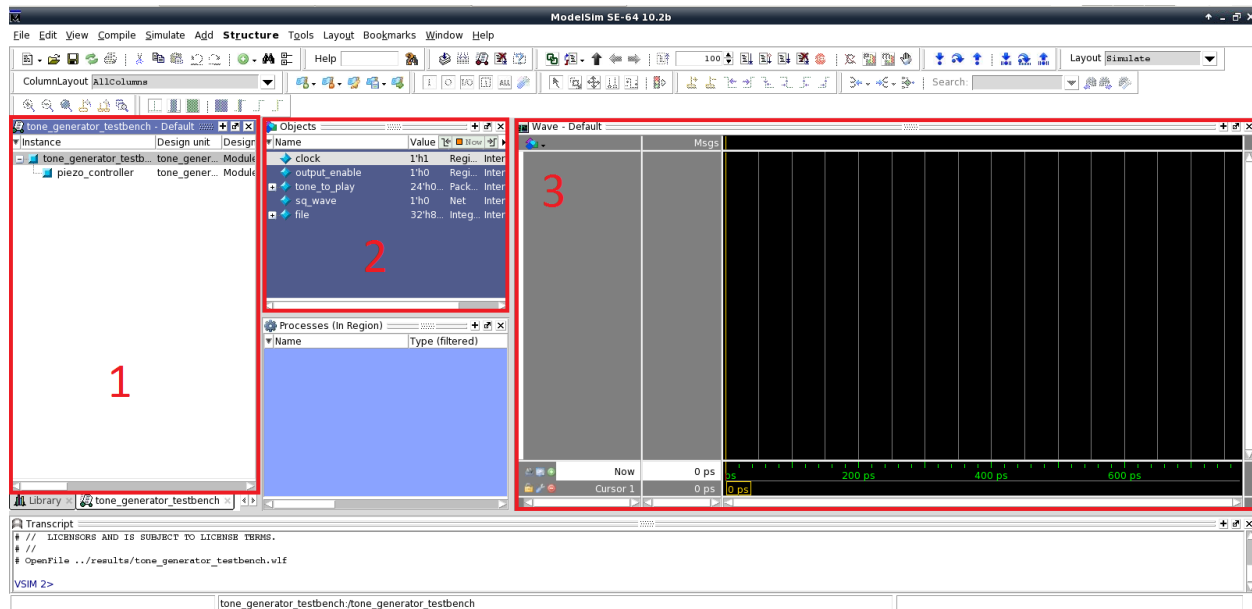 ModelSim SE-64 10.2b
File Edit View Compile Simulate Add Structure Tools Layout Bookmarks Window Help
Help
100
Layout Simulate
ColumnLayout AllColumns
Search:
tone_generator_testbench - Default
Instance Design unit Design
tone_generator_testb... tone_gener... Module
piezo_controller tone_gener... Module
1
Library
tone_generator_testbench
Objects
Name Value Now
clock 1'h1 Regi... Inter
output_enable 1'h0 Regi... Inter
tone_to_play 24'h0... Pack... Inter
sq_wave 1'h0 Net Inter
file 32'h8... Integ... Inter
2
Processes (In Region)
Name Type (filtered)
Wave - Default
Msgs
3
Now 0 ps
Cursor 1 0 ps
ps 200 ps 400 ps 600 ps
0 ps
Transcript
# // LICENSORS AND IS SUBJECT TO LICENSE TERMS.
# //
# OpenFile ../results/tone_generator_testbench.wlf
VSIM 2>
tone_generator_testbench:/tone_generator_testbench